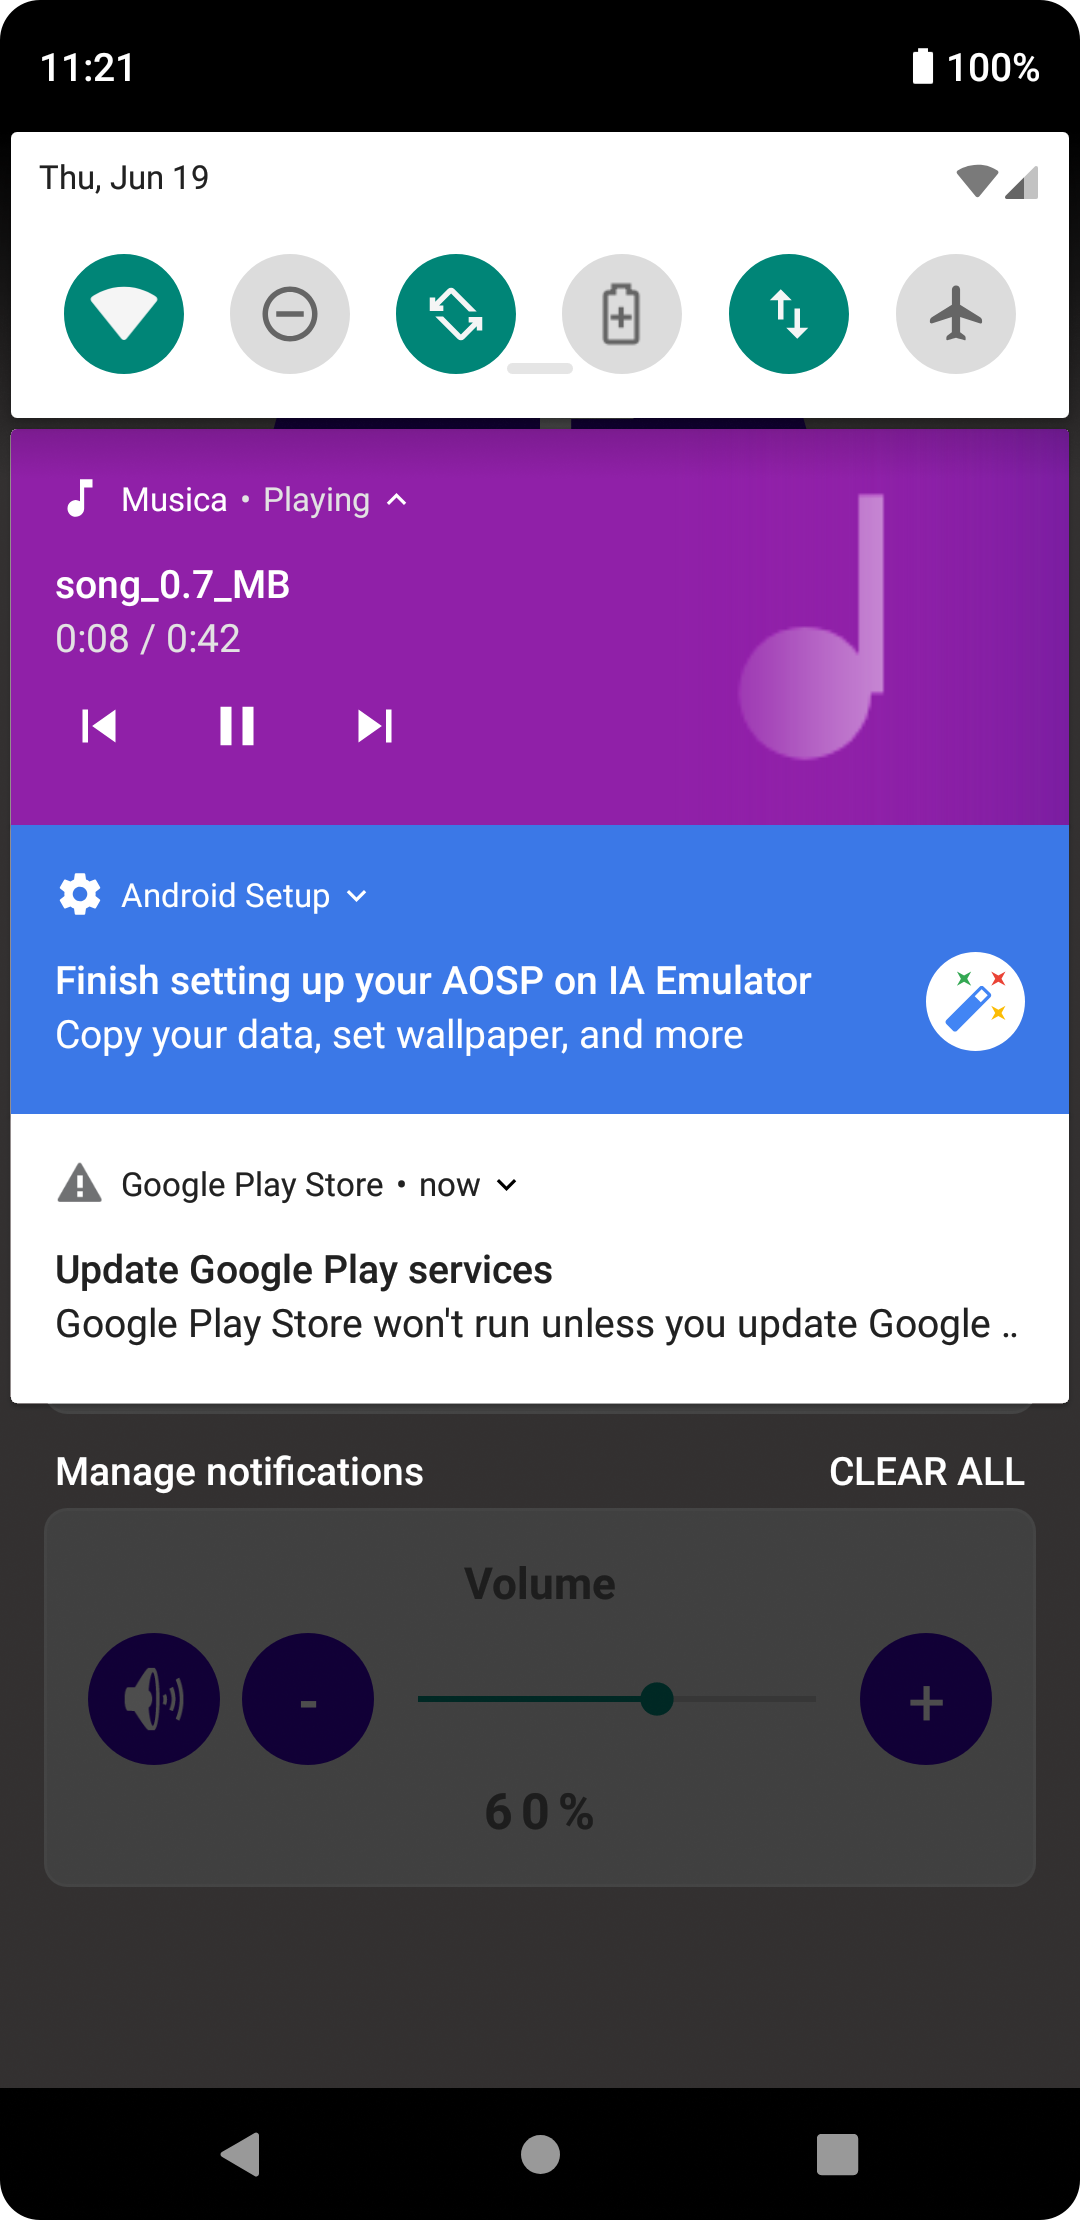 11:21
100%
Thu, Jun 19
Musica • Playing
song_0.7_MB
0:08 / 0:42
Android Setup
Finish setting up your AOSP on IA Emulator
Copy your data, set wallpaper, and more
Google Play Store • now
Update Google Play services
Google Play Store won't run unless you update Google ..
Manage notifications
CLEAR ALL
Volume
-
+
60%